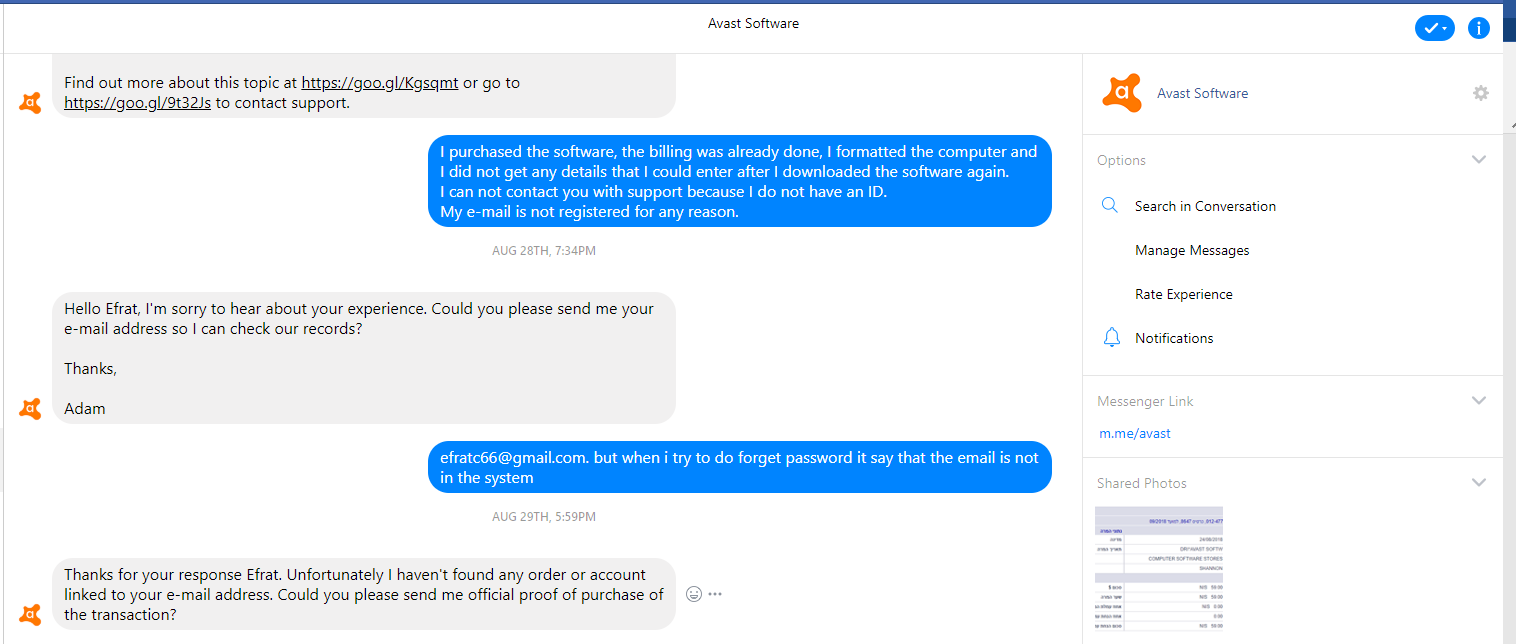 Avast Software
Find out more about this topic at https://goo.gl/Kgsqmt or go to
https://goo.gl/9t32Js to contact support.
I purchased the software, the billing was already done, I formatted the computer and
I did not get any details that I could enter after I downloaded the software again.
I can not contact you with support because I do not have an ID.
My e-mail is not registered for any reason.
AUG 28TH, 7:34PM
Hello Efrat, I'm sorry to hear about your experience. Could you please send me your
e-mail address so I can check our records?
Thanks,
Adam
efratc66@gmail.com. but when i try to do forget password it say that the email is not
in the system
AUG 29TH, 5:59PM
Thanks for your response Efrat. Unfortunately I haven't found any order or account
linked to your e-mail address. Could you please send me official proof of purchase of
the transaction?
Avast Software
Options
Search in Conversation
Manage Messages
Rate Experience
Notifications
Messenger Link
m.me/avast
Shared Photos
24/08/2018
COMPUTER SOFTWARE STORES
SHANNON